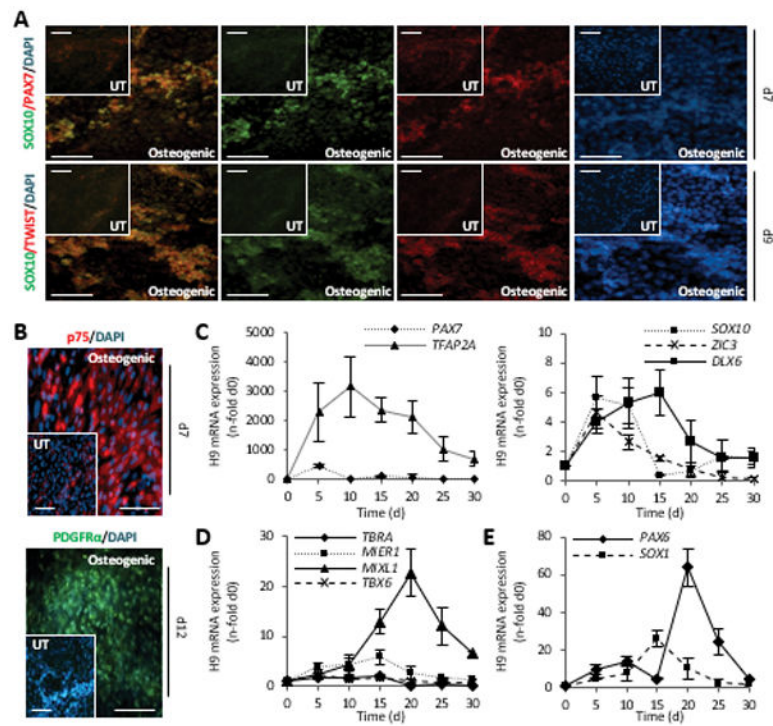 A
SOX10/PAX7/DAPI
UT
Osteogenic
UT
Osteogenic
UT
Osteogenic
UT
Osteogenic
d7
SOX10/TWIST/DAPI
UT
Osteogenic
UT
Osteogenic
UT
Osteogenic
UT
Osteogenic
d9
B
p75/DAPI
Osteogenic
UT
d7
PDGFRα/DAPI
Osteogenic
UT
d12
C
H9 mRNA expression
(n-fold d0)
5000
4000
3000
2000
1000
0
PAX7
TFAP2A
0 5 10 15 20 25 30
Time (d)
H9 mRNA expression
(n-fold d0)
8
6
4
2
0
SOX10
ZIC3
DLX6
0 5 10 15 20 25 30
Time (d)
D
H9 mRNA expression
(n-fold d0)
30
20
10
0
TBRA
MIER1
MIXL1
TBX6
0 5 10 15 20 25 30
Time (d)
E
H9 mRNA expression
(n-fold d0)
80
60
40
20
0
PAX6
SOX1
0 5 10 15 20 25 30
Time (d)